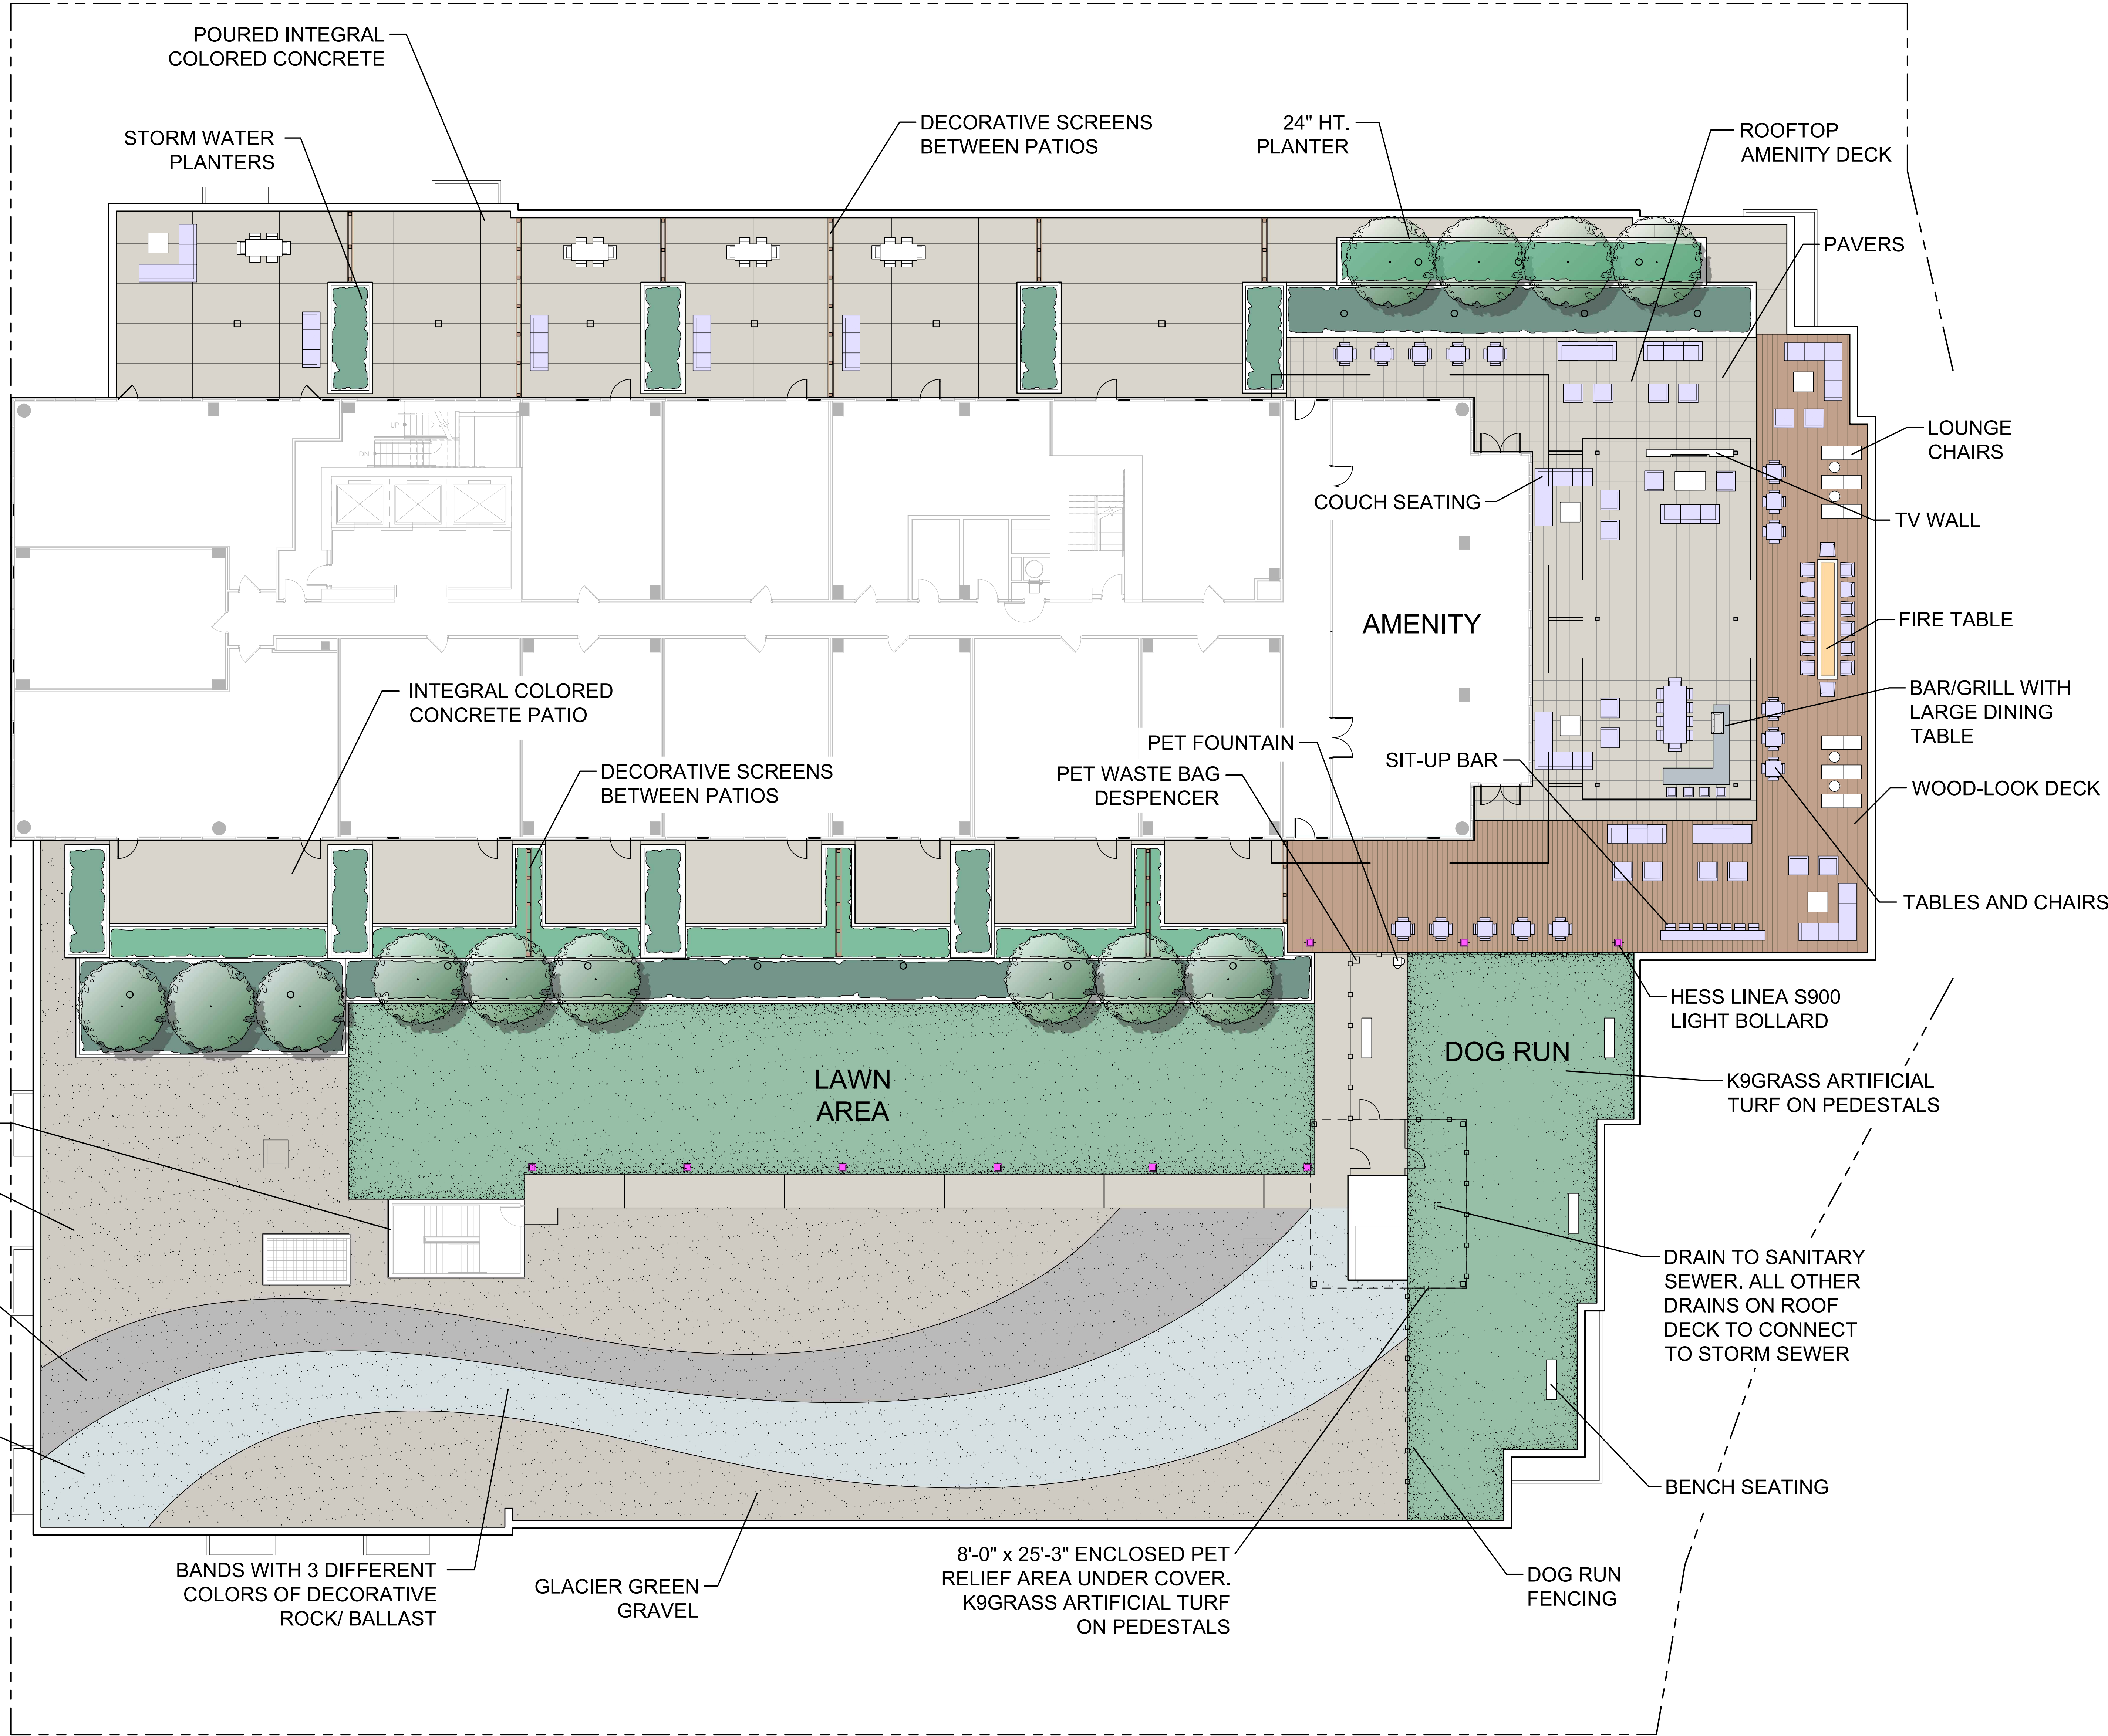 POURED INTEGRAL
COLORED CONCRETE
STORM WATER
PLANTERS
DECORATIVE SCREENS
BETWEEN PATIOS
24" HT.
PLANTER
ROOFTOP
AMENITY DECK
PAVERS
UP
DN
LOUNGE
CHAIRS
COUCH SEATING
TV WALL
AMENITY
FIRE TABLE
INTEGRAL COLORED
CONCRETE PATIO
BAR/GRILL WITH
LARGE DINING
TABLE
PET FOUNTAIN
SIT-UP BAR
DECORATIVE SCREENS
BETWEEN PATIOS
PET WASTE BAG
DESPENCER
WOOD-LOOK DECK
TABLES AND CHAIRS
HESS LINEA S900
LIGHT BOLLARD
DOG RUN
LAWN
AREA
K9GRASS ARTIFICIAL
TURF ON PEDESTALS
DRAIN TO SANITARY
SEWER. ALL OTHER
DRAINS ON ROOF
DECK TO CONNECT
TO STORM SEWER
BENCH SEATING
BANDS WITH 3 DIFFERENT
COLORS OF DECORATIVE
ROCK/ BALLAST
GLACIER GREEN
GRAVEL
8'-0" x 25'-3" ENCLOSED PET
RELIEF AREA UNDER COVER.
K9GRASS ARTIFICIAL TURF
ON PEDESTALS
DOG RUN
FENCING